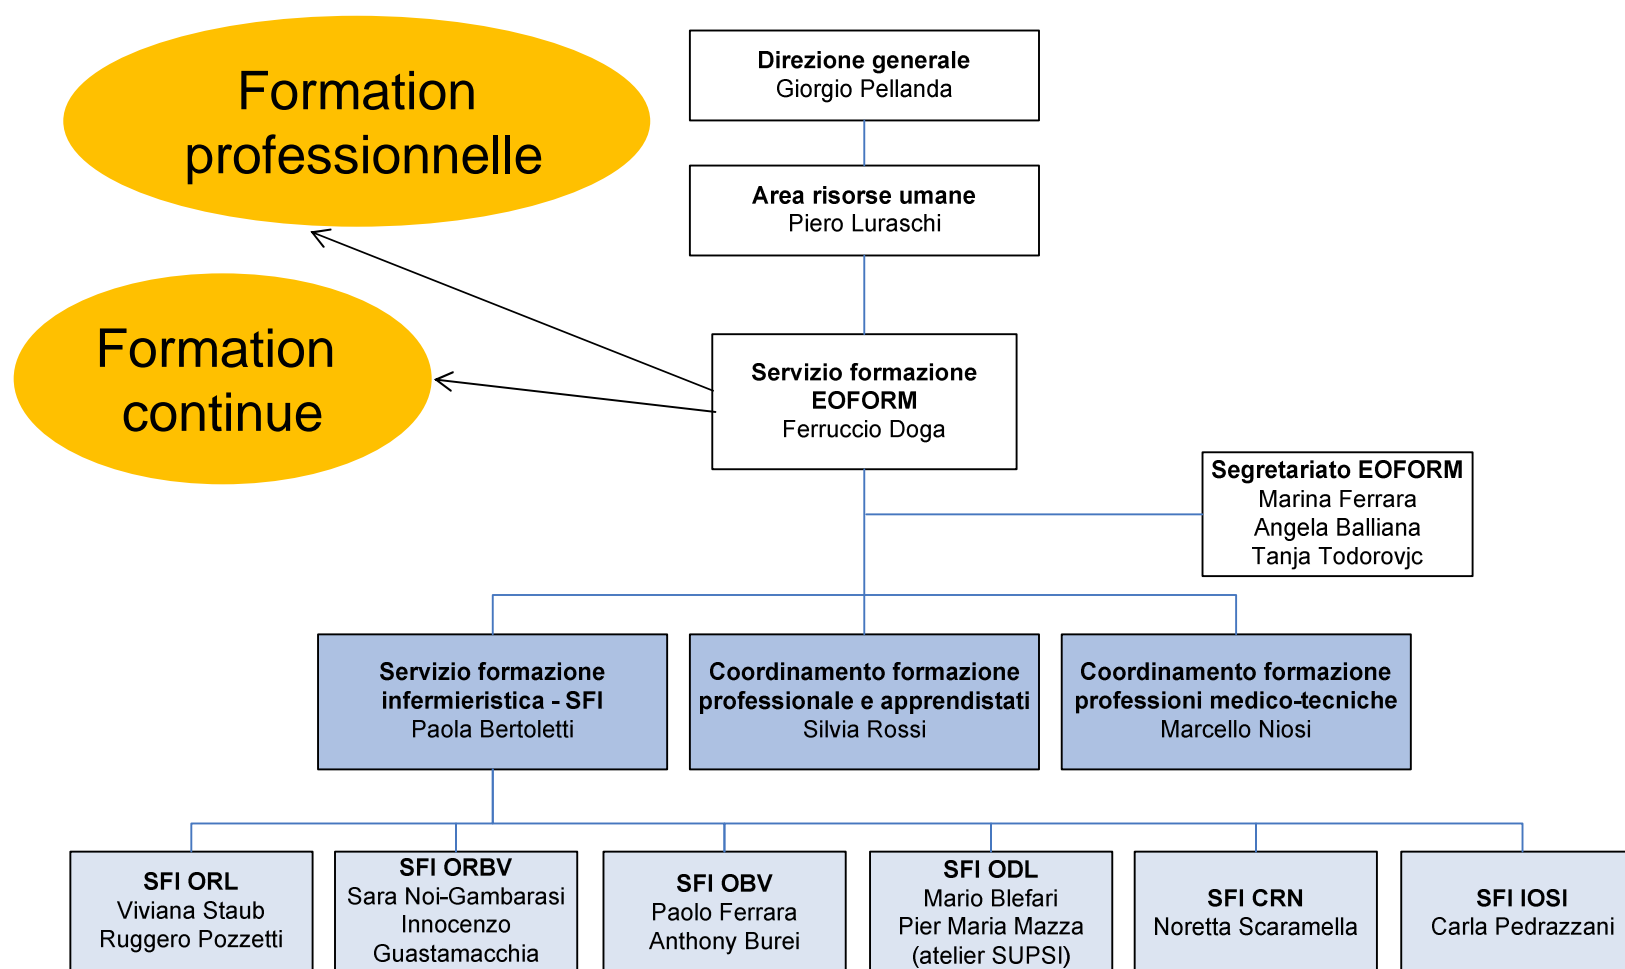 Formation
professionnelle
Direzione generale
Giorgio Pellanda
Area risorse umane
Piero Luraschi
Formation
continue
Servizio formazione
EOFORM
Ferruccio Doga
Segretariato EOFORM
Marina Ferrara
Angela Balliana
Tanja Todorovjc
Servizio formazione
infermieristica - SFI
Paola Bertoletti
Coordinamento formazione
professionale e apprendistati
Silvia Rossi
Coordinamento formazione
professioni medico-tecniche
Marcello Niosi
SFI ORL
Viviana Staub
Ruggero Pozzetti
SFI ORBV
Sara Noi-Gambarasi
Innocenzo
Guastamacchia
SFI OBV
Paolo Ferrara
Anthony Burei
SFI ODL
Mario Blefari
Pier Maria Mazza
(atelier SUPSI)
SFI CRN
Noretta Scaramella
SFI IOSI
Carla Pedrazzani